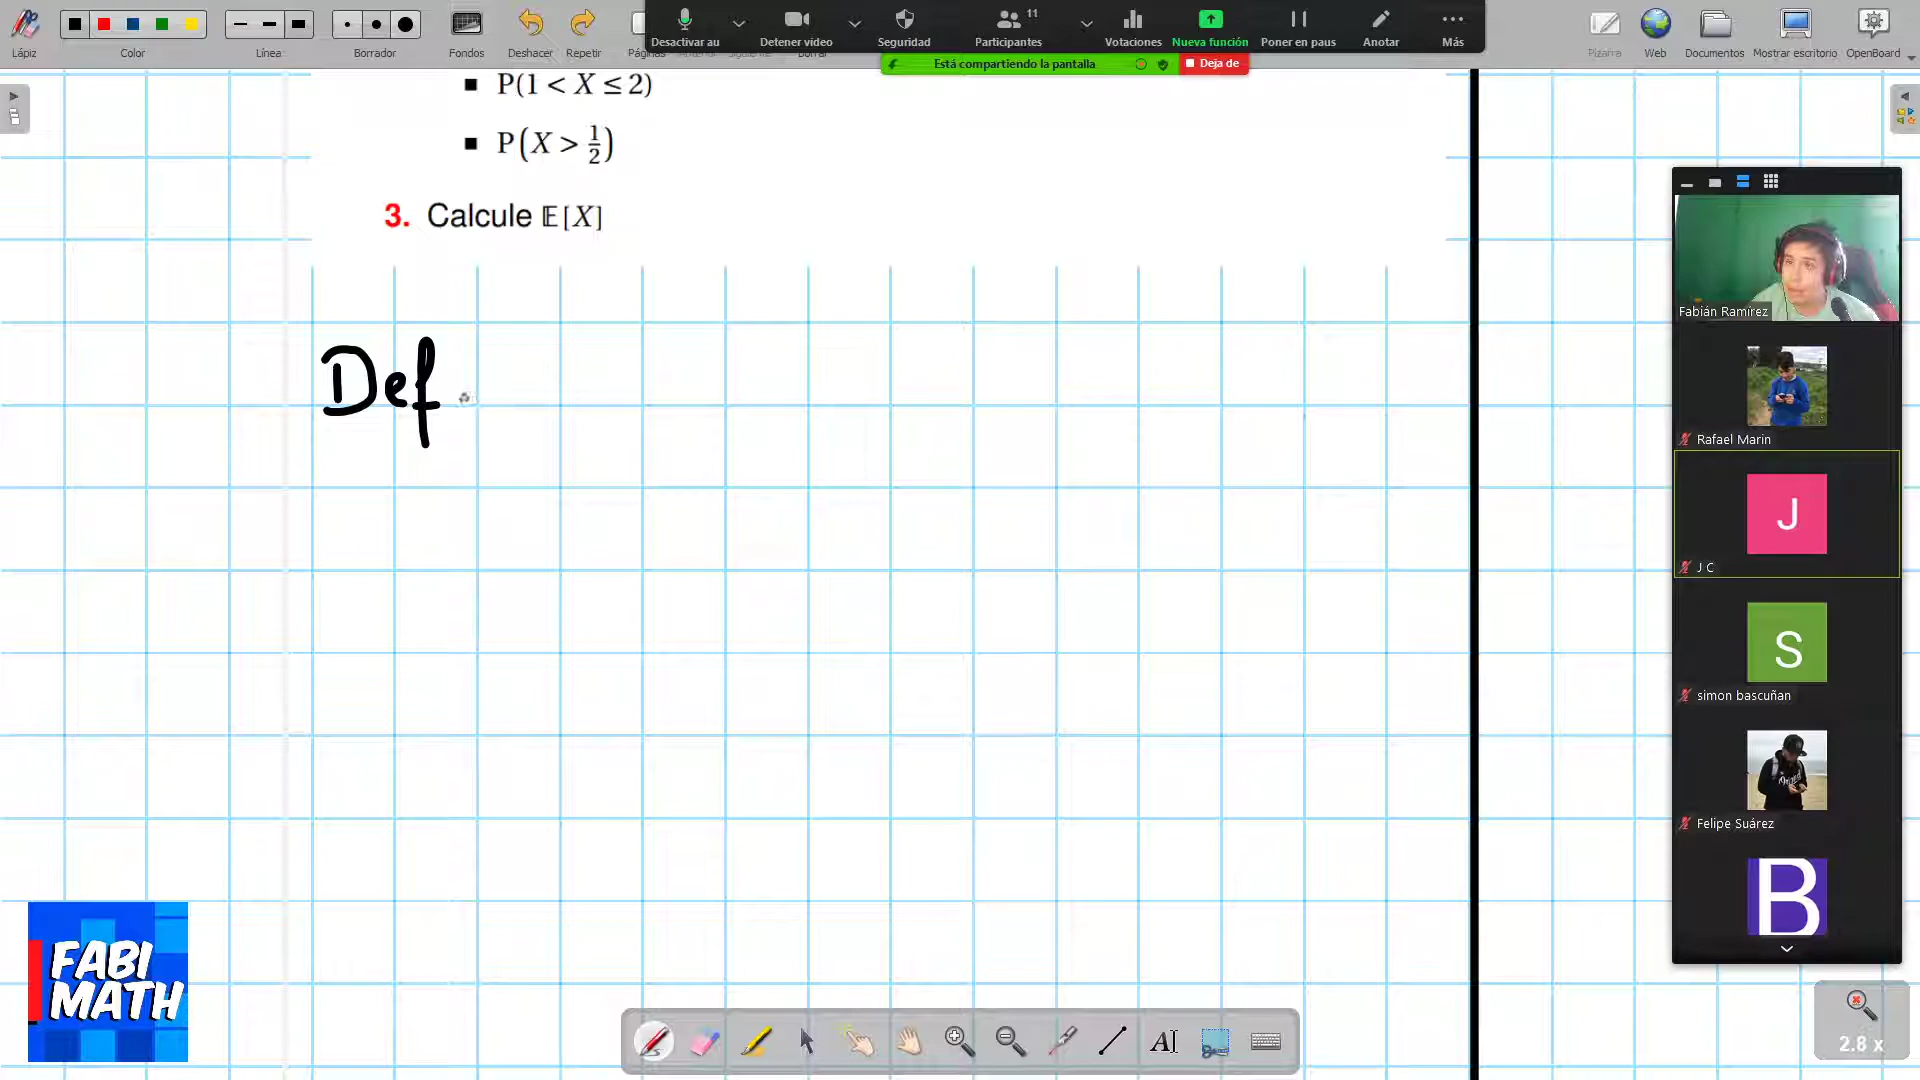 Lápiz
Color
Línea
Borrador
Fondos
Deshacer
Repetir
Desactivar au
Detener video
Seguridad
Participantes
11
Votaciones
Nueva función
Poner en paus
Anotar
Más
Pizarra
Web
Documentos
Mostrar escritorio
OpenBoard
Está compartiendo la pantalla
Deja de
P(1 < X ≤ 2)
P(X > 1/2)
3. Calcule 𝔼[X]
Def
Fabián Ramírez
Rafael Marin
J
J C
S
simon bascuñan
Felipe Suárez
B
FABI
MATH
2.8 x